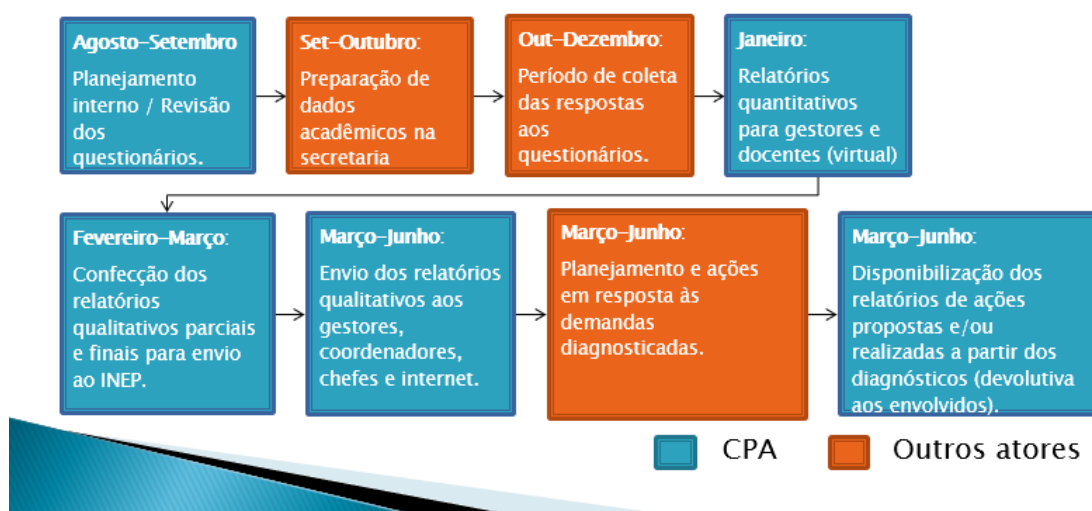 Agosto–Setembro
Planejamento
interno / Revisão
dos
questionários.
Set–Outubro:
Preparação de
dados
acadêmicos na
secretaria
Out–Dezembro:
Período de coleta
das respostas
aos
questionários.
Janeiro:
Relatórios
quantitativos
para gestores e
docentes (virtual)
Fevereiro–Março:
Confecção dos
relatórios
qualitativos parciais
e finais para envio
ao INEP.
Março–Junho:
Envio dos relatórios
qualitativos aos
gestores,
coordenadores,
chefes e internet.
Março–Junho:
Planejamento e ações
em resposta às
demandas
diagnosticadas.
Março–Junho:
Disponibilização dos
relatórios de ações
propostas e/ou
realizadas a partir dos
diagnósticos (devolutiva
aos envolvidos).
CPA
Outros atores